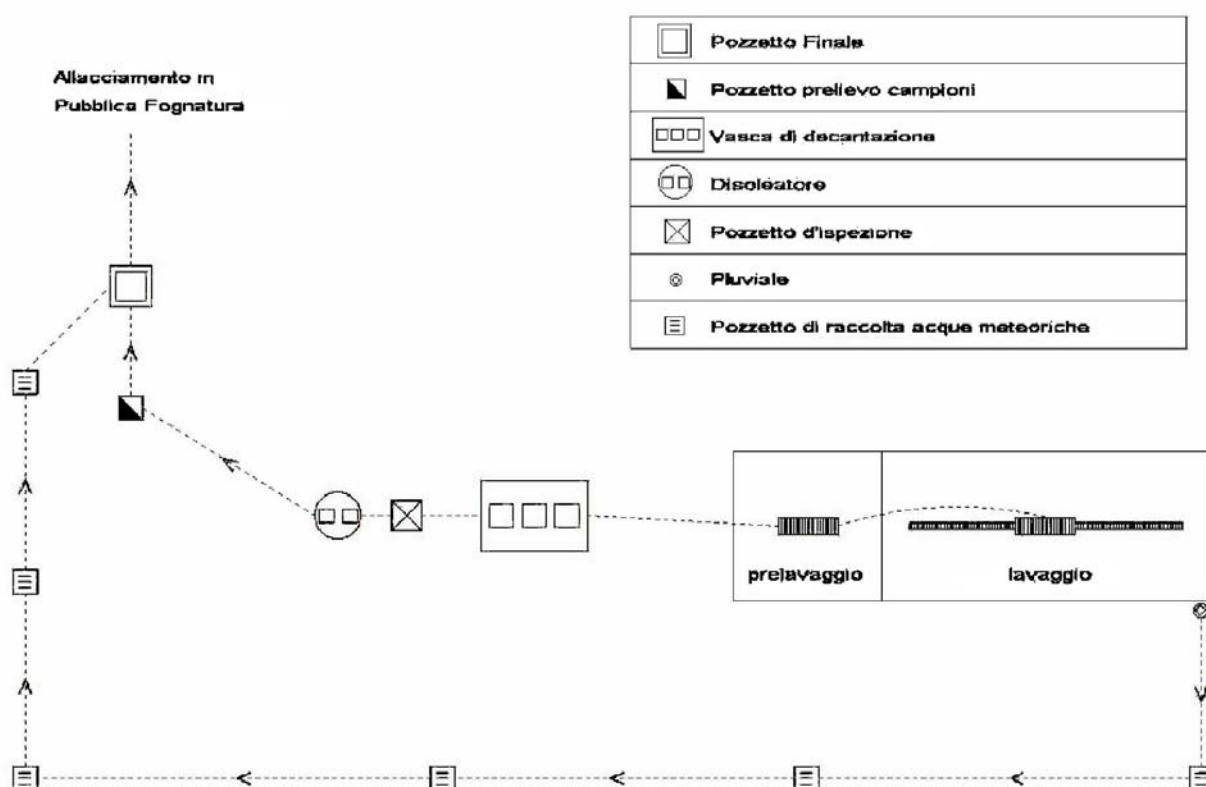 Allacciamento in
Pubblica Fognatura
Pozzetto Finale
Pozzetto prelievo campioni
Vasca di decantazione
Disoleatore
Pozzetto d'ispezione
Pluviale
Pozzetto di raccolta acque meteoriche
prelavaggio
lavaggio